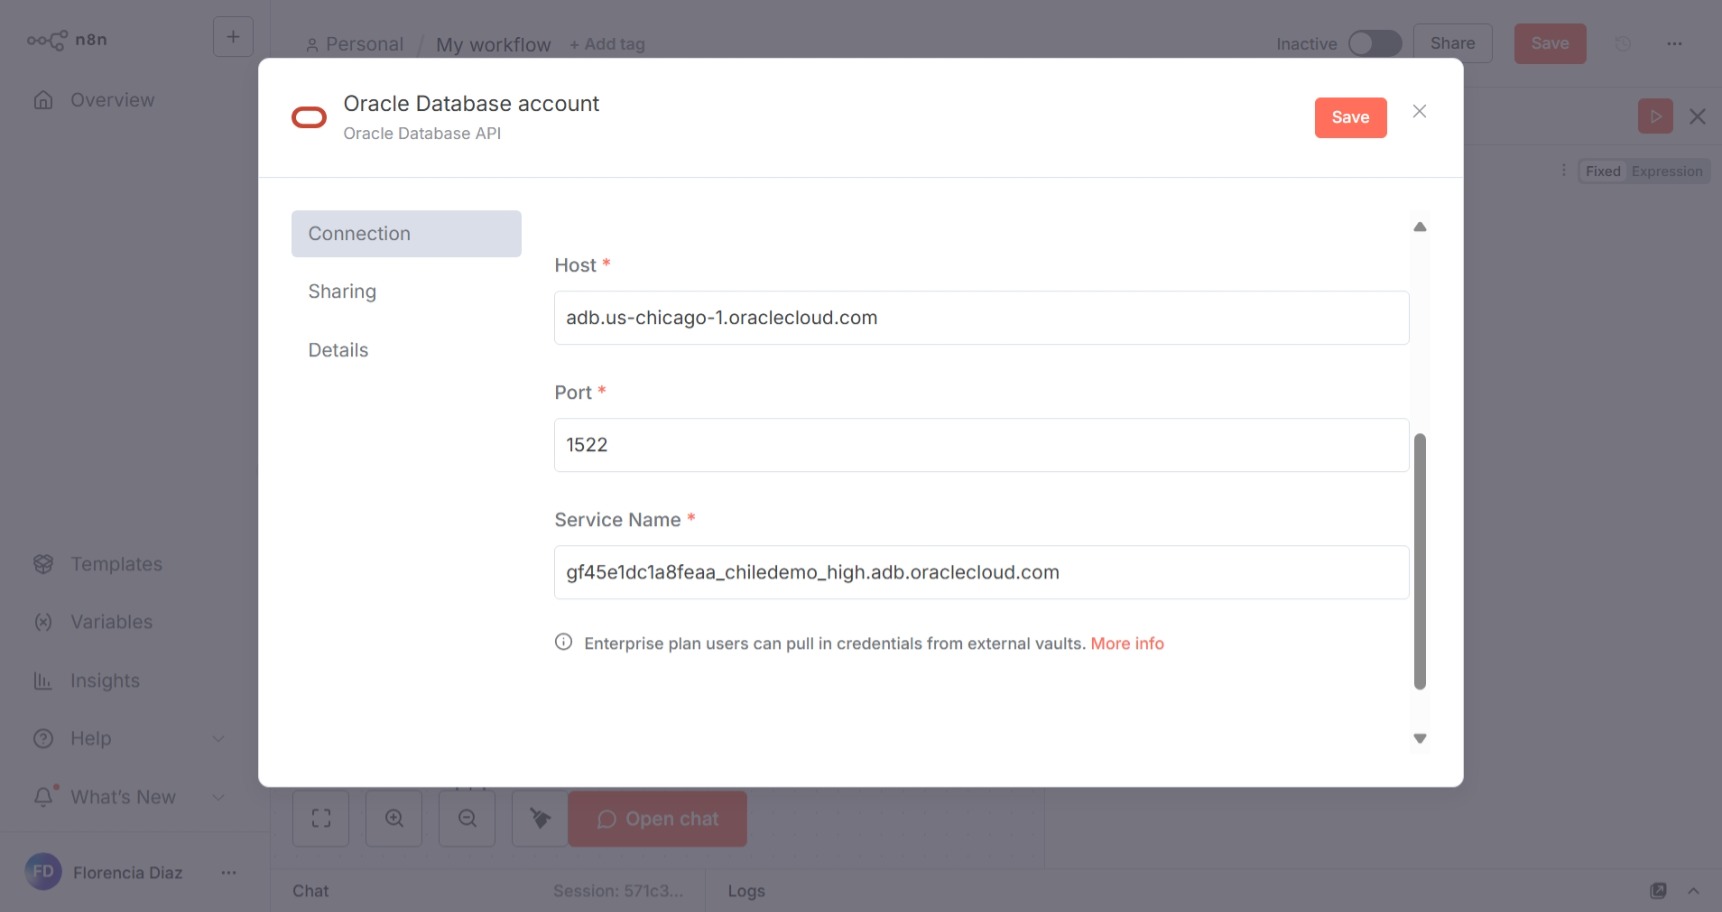 n8n
+
Personal / My workflow + Add tag
Inactive
Share
Save
...
Overview
Oracle Database account
Oracle Database API
Save
Fixed Expression
Connection
Sharing
Details
Host *
adb.us-chicago-1.oraclecloud.com
Port *
1522
Service Name *
gf45e1dc1a8feaa_chiledemo_high.adb.oraclecloud.com
Enterprise plan users can pull in credentials from external vaults. More info
Templates
Variables
Insights
Help
What's New
Open chat
FD Florencia Diaz ...
Chat
Session: 571c3...
Logs